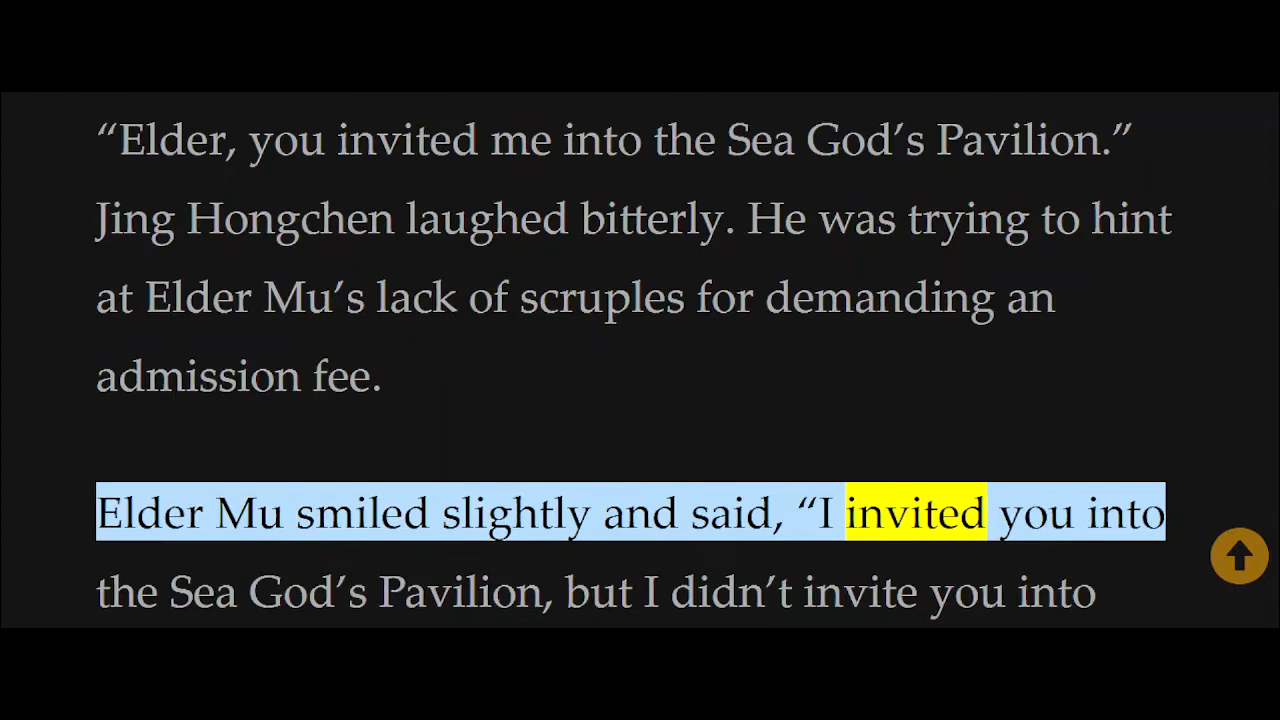 “Elder, you invited me into the Sea God’s Pavilion.”
Jing Hongchen laughed bitterly. He was trying to hint
at Elder Mu’s lack of scruples for demanding an
admission fee.
Elder Mu smiled slightly and said, “I invited you into
the Sea God’s Pavilion, but I didn’t invite you into